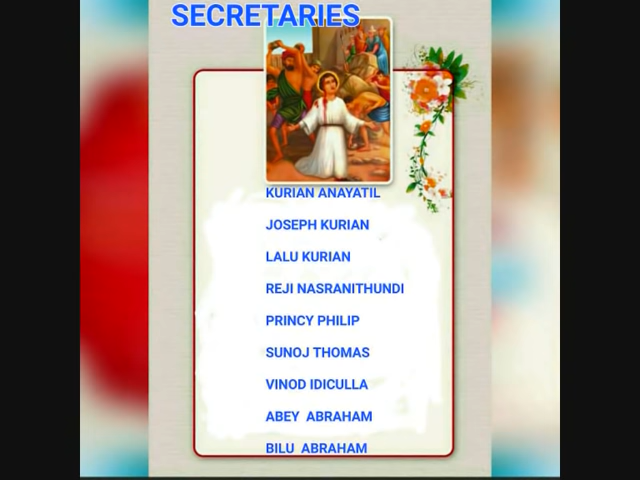 SECRETARIES
KURIAN ANAYATIL
JOSEPH KURIAN
LALU KURIAN
REJI NASRANITHUNDI
PRINCY PHILIP
SUNOJ THOMAS
VINOD IDICULLA
ABEY ABRAHAM
BILU ABRAHAM